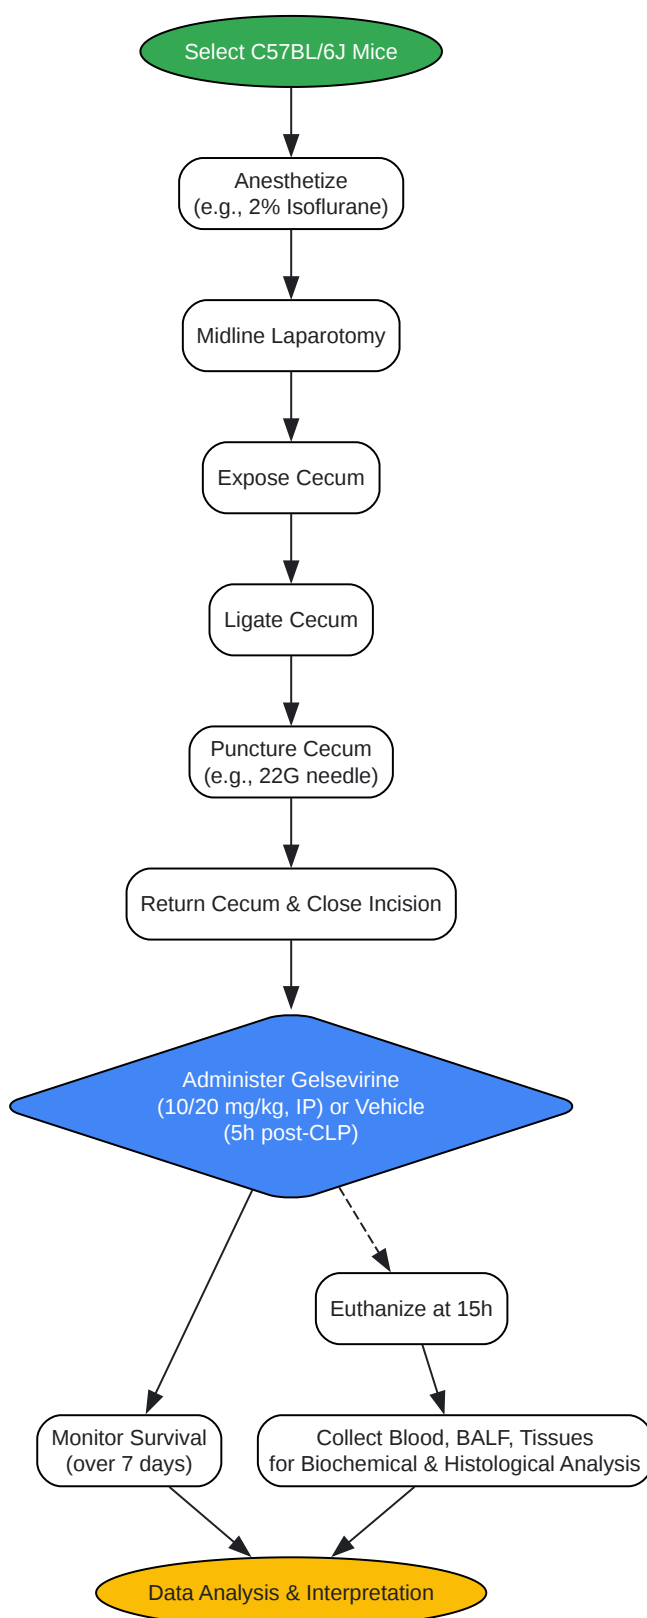 Select C57BL/6J Mice
Anesthetize
(e.g., 2% Isoflurane)
Midline Laparotomy
Expose Cecum
Ligate Cecum
Puncture Cecum
(e.g., 22G needle)
Return Cecum & Close Incision
Administer Gelsevirine
(10/20 mg/kg, IP) or Vehicle
(5h post-CLP)
Euthanize at 15h
Monitor Survival
(over 7 days)
Collect Blood, BALF, Tissues
for Biochemical & Histological Analysis
Data Analysis & Interpretation